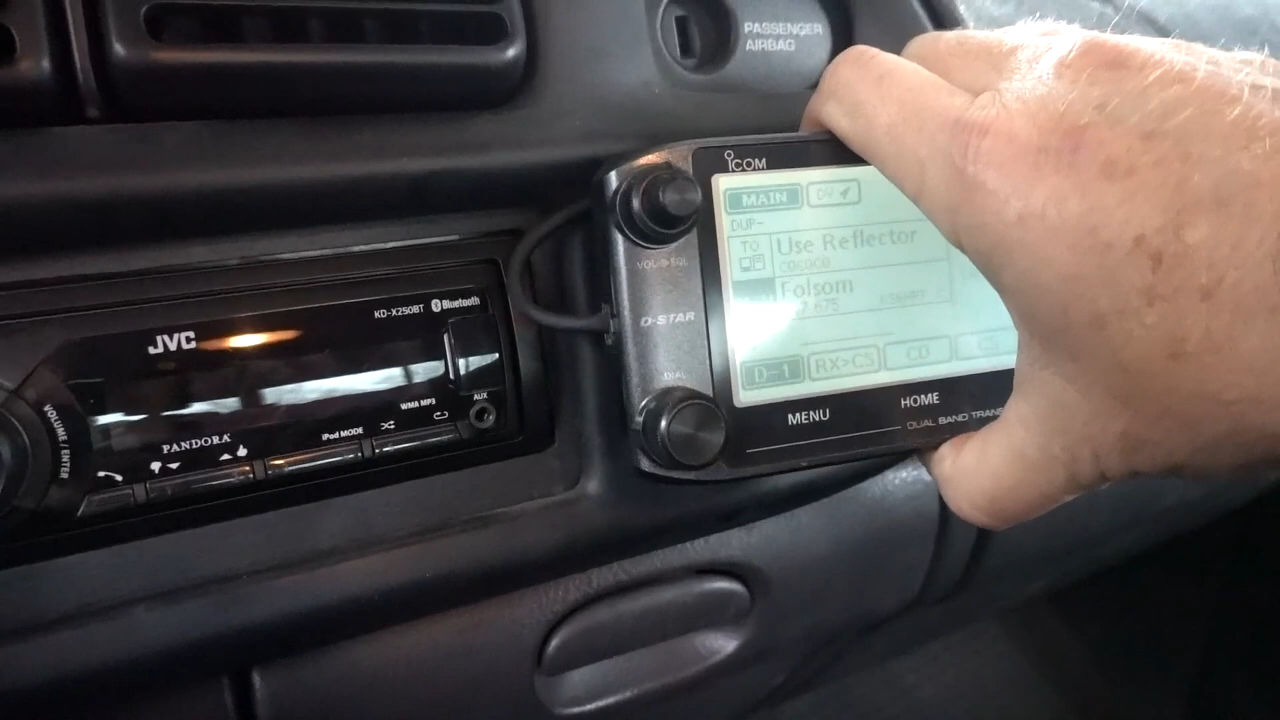 PASSENGER
AIRBAG
iCOM
MAIN
DV
DUP-
TO
Use Reflector
CQCQCQ
Folsom
VOL SQL
D-STAR
DIAL
D-1
RX>CS
CD
MENU
HOME
DUAL BAND TRANS
JVC
KD-X250BT
Bluetooth
VOLUME / ENTER
PANDORA
iPod MODE
WMA MP3
AUX